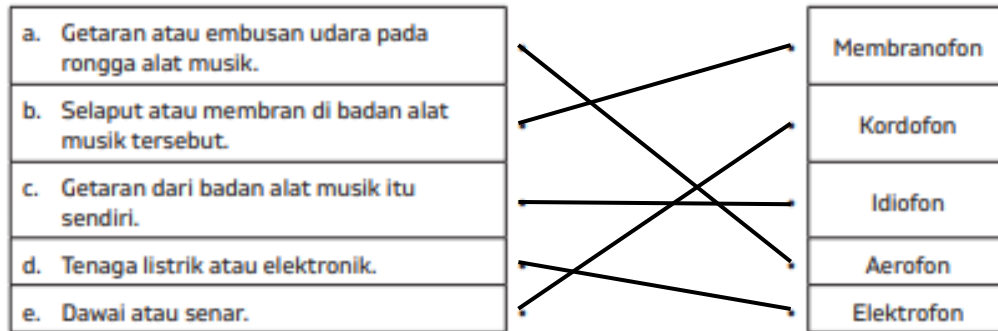 a. Getaran atau embusan udara pada
rongga alat musik.
Membranofon
b. Selaput atau membran di badan alat
musik tersebut.
Kordofon
c. Getaran dari badan alat musik itu
sendiri.
Idiofon
d. Tenaga listrik atau elektronik.
Aerofon
e. Dawai atau senar.
Elektrofon